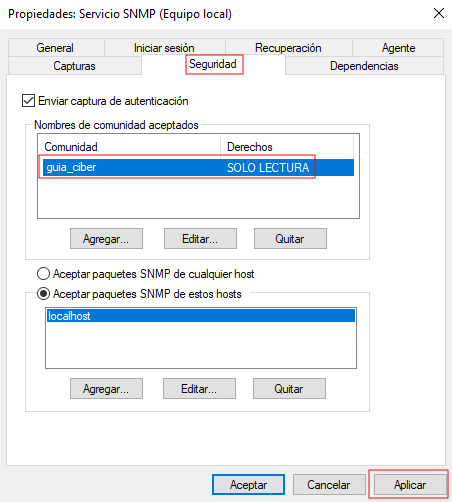 Propiedades: Servicio SNMP (Equipo local)
General Iniciar sesión Recuperación Agente
Capturas Seguridad Dependencias
Enviar captura de autenticación
Nombres de comunidad aceptados
Comunidad Derechos
guia_ciber SOLO LECTURA
Agregar... Editar... Quitar
Aceptar paquetes SNMP de cualquier host
Aceptar paquetes SNMP de estos hosts
localhost
Agregar... Editar... Quitar
Aceptar Cancelar Aplicar